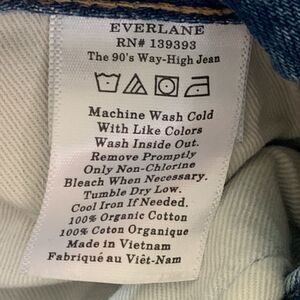 EVERLANE
RN# 139393
The 90's Way-High Jean
Machine Wash Cold
With Like Colors
Wash Inside Out.
Remove Promptly
Only Non-Chlorine
Bleach When Necessary.
Tumble Dry Low.
Cool Iron If Needed.
100% Organic Cotton
100% Coton Organique
Made in Vietnam
Fabriqué au Viêt-Nam